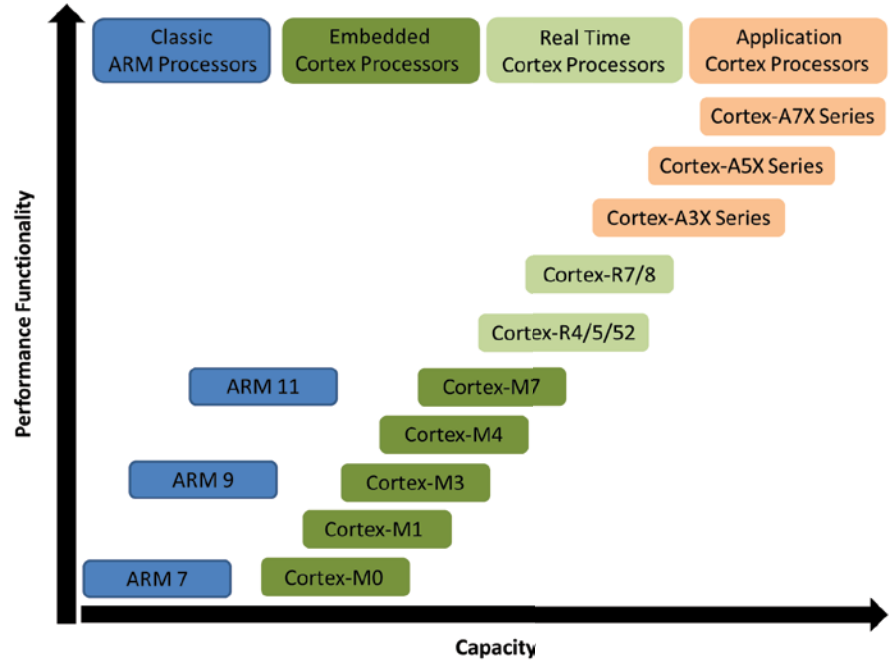 Classic
ARM Processors
Embedded
Cortex Processors
Real Time
Cortex Processors
Application
Cortex Processors
Cortex-A7X Series
Cortex-A5X Series
Cortex-A3X Series
Cortex-R7/8
Cortex-R4/5/52
ARM 11
Cortex-M7
Cortex-M4
ARM 9
Cortex-M3
Cortex-M1
ARM 7
Cortex-M0
Performance Functionality
Capacity